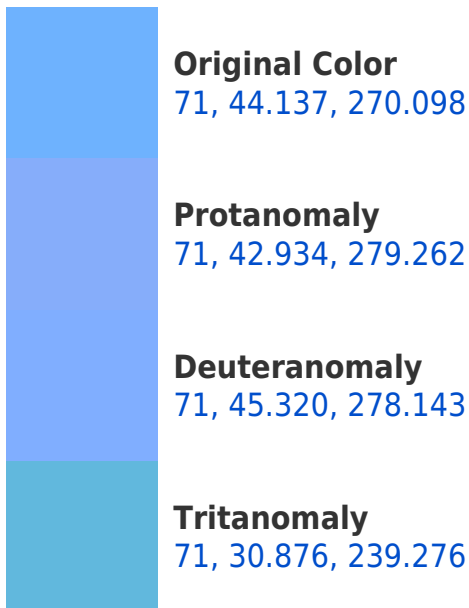 Original Color
71, 44.137, 270.098
Protanomaly
71, 42.934, 279.262
Deuteranomaly
71, 45.320, 278.143
Tritanomaly
71, 30.876, 239.276